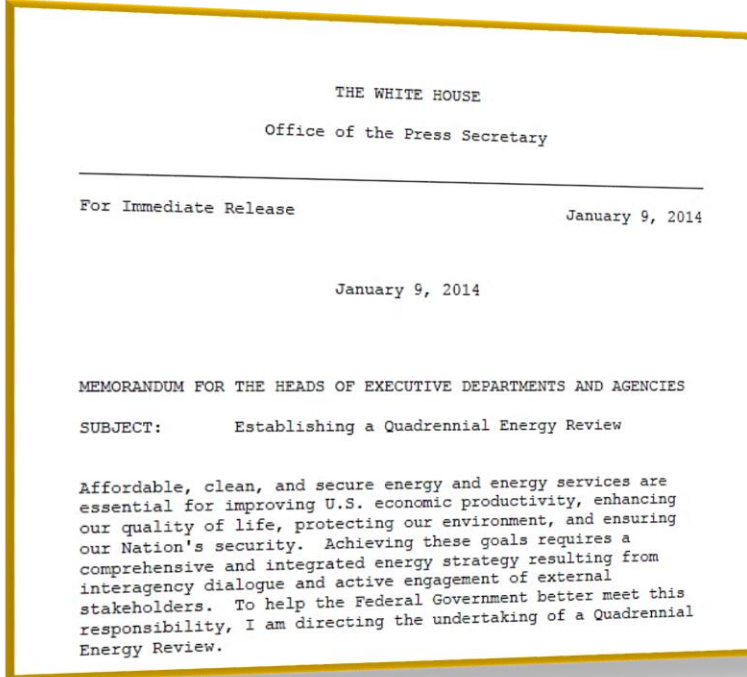 THE WHITE HOUSE
Office of the Press Secretary
For Immediate Release January 9, 2014
January 9, 2014
MEMORANDUM FOR THE HEADS OF EXECUTIVE DEPARTMENTS AND AGENCIES
SUBJECT: Establishing a Quadrennial Energy Review
Affordable, clean, and secure energy and energy services are
essential for improving U.S. economic productivity, enhancing
our quality of life, protecting our environment, and ensuring
our Nation's security. Achieving these goals requires a
comprehensive and integrated energy strategy resulting from
interagency dialogue and active engagement of external
stakeholders. To help the Federal Government better meet this
responsibility, I am directing the undertaking of a Quadrennial
Energy Review.